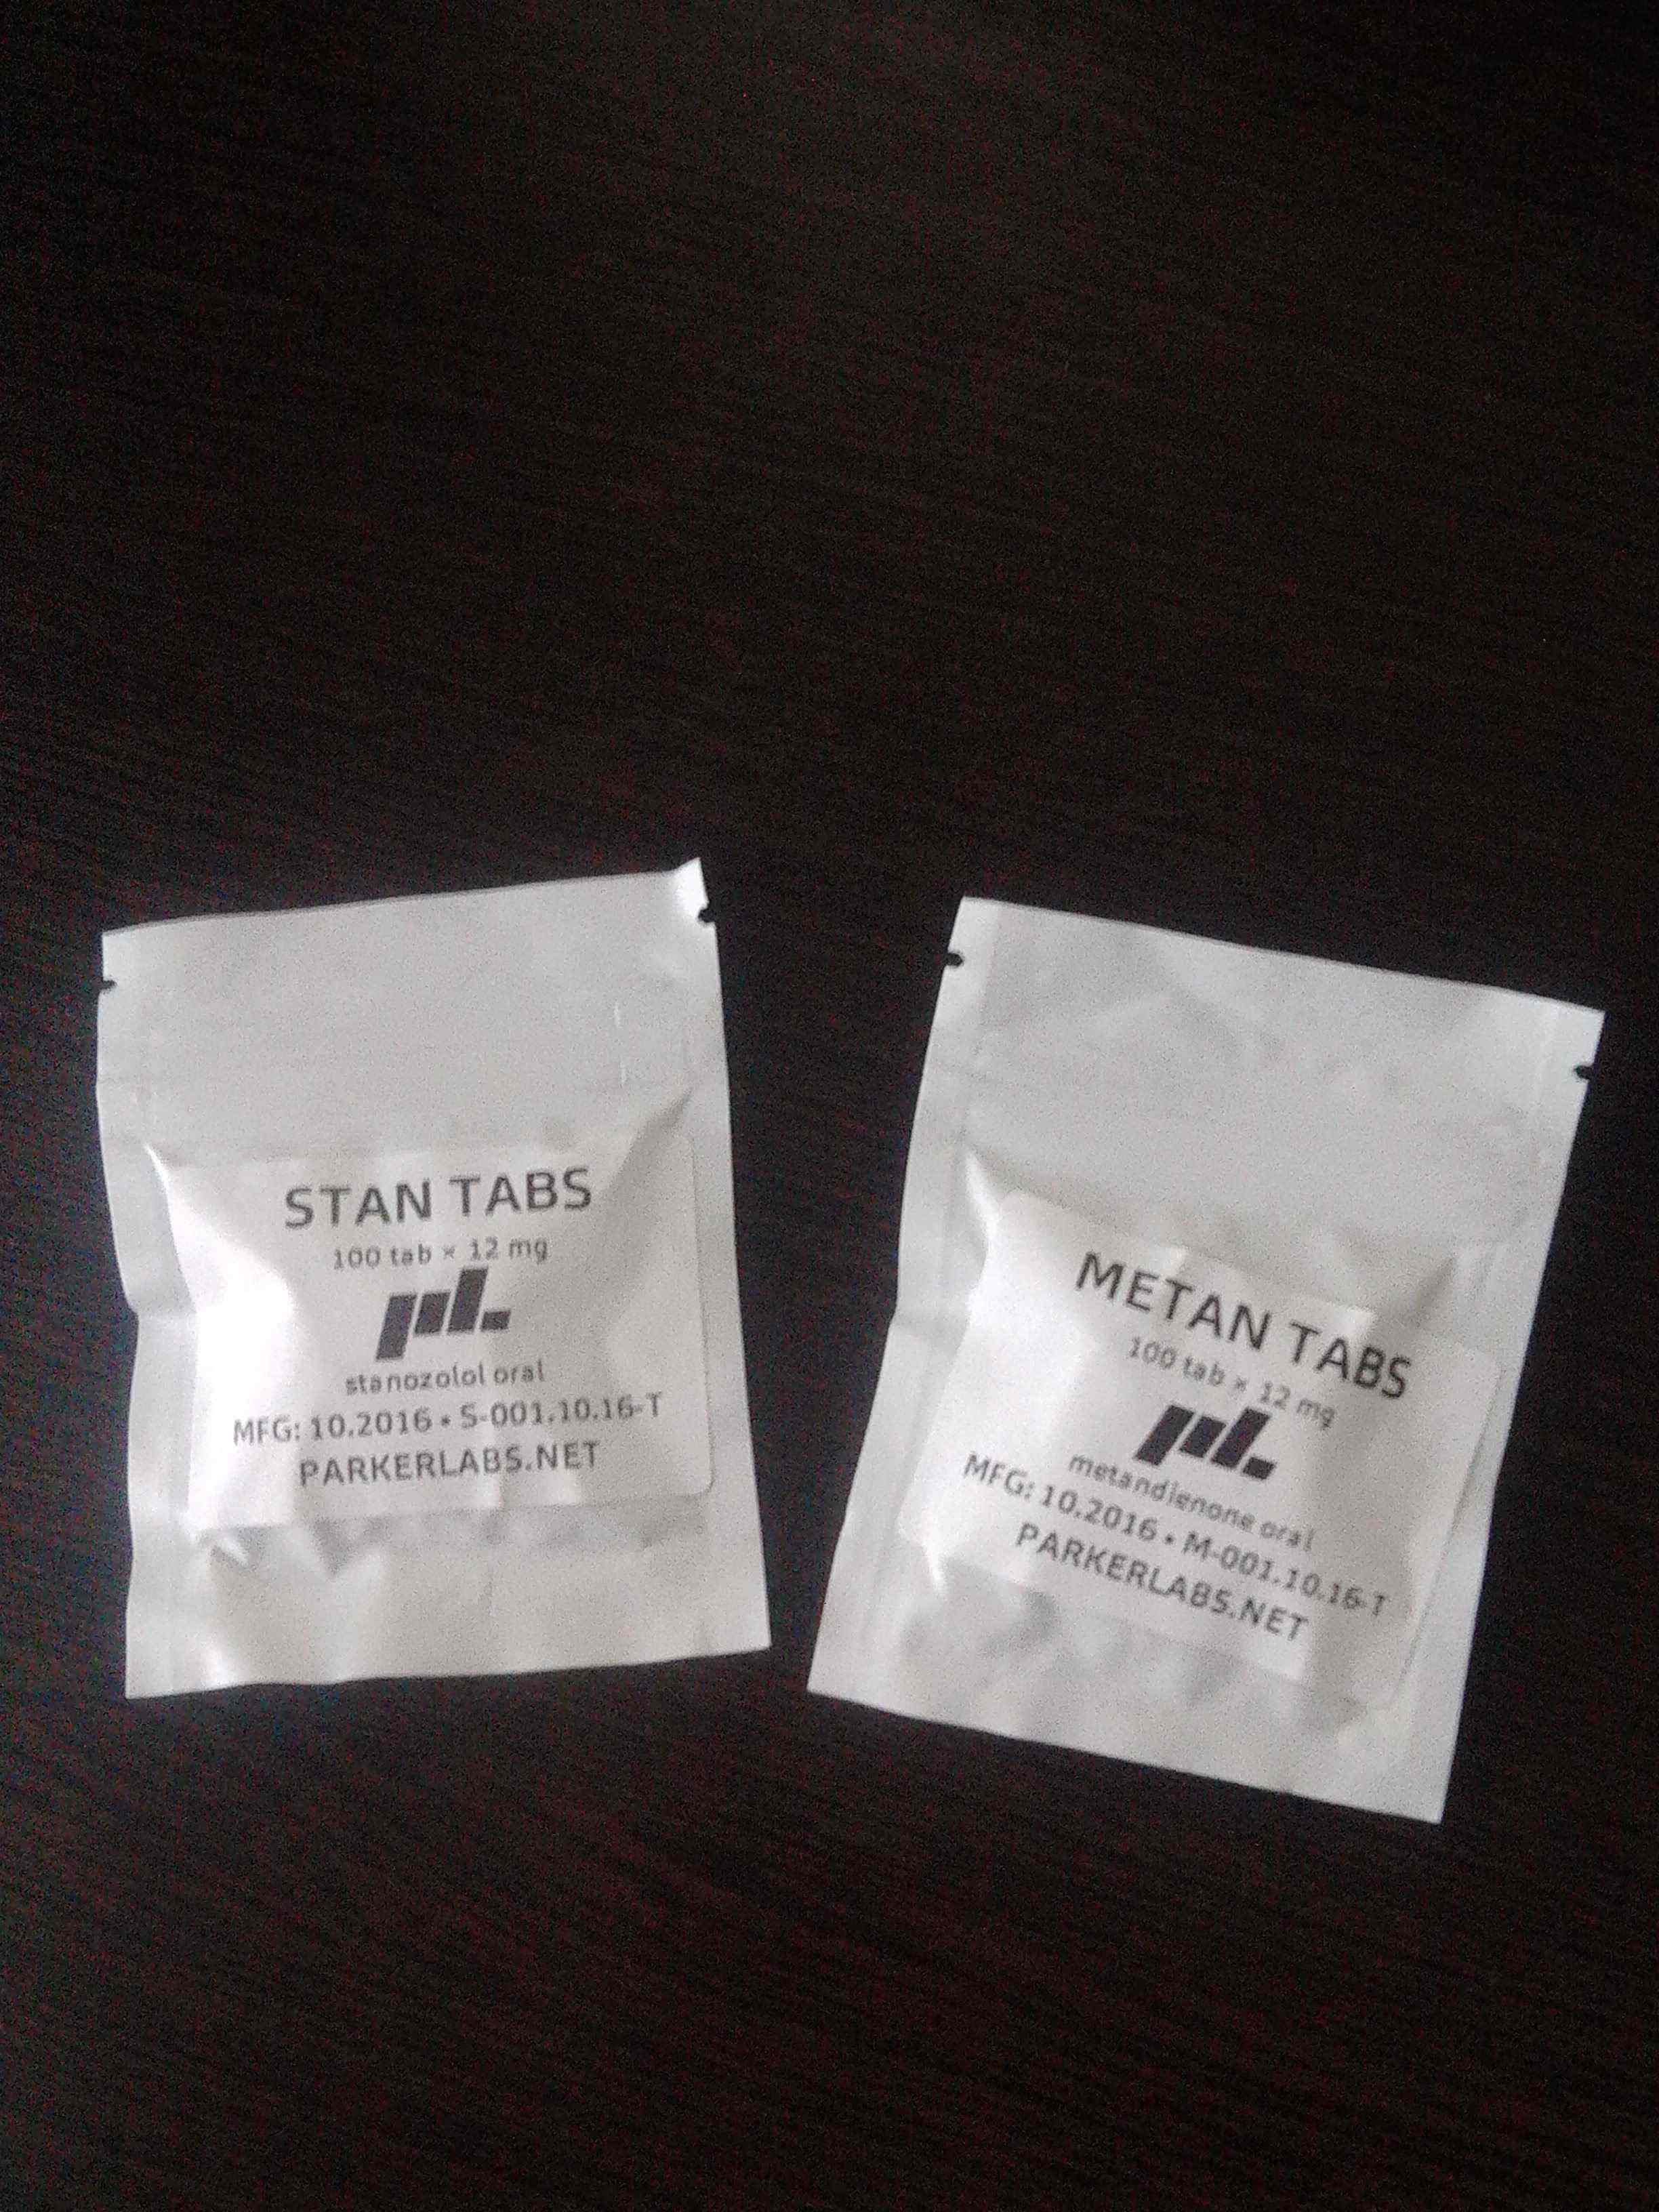 STAN TABS
100 tab × 12 mg
pl.
stanozolol oral
MFG: 10.2016 • S-001.10.16-T
PARKERLABS.NET
METAN TABS
100 tab × 12 mg
pl.
metandienone oral
MFG: 10.2016 • M-001.10.16-T
PARKERLABS.NET